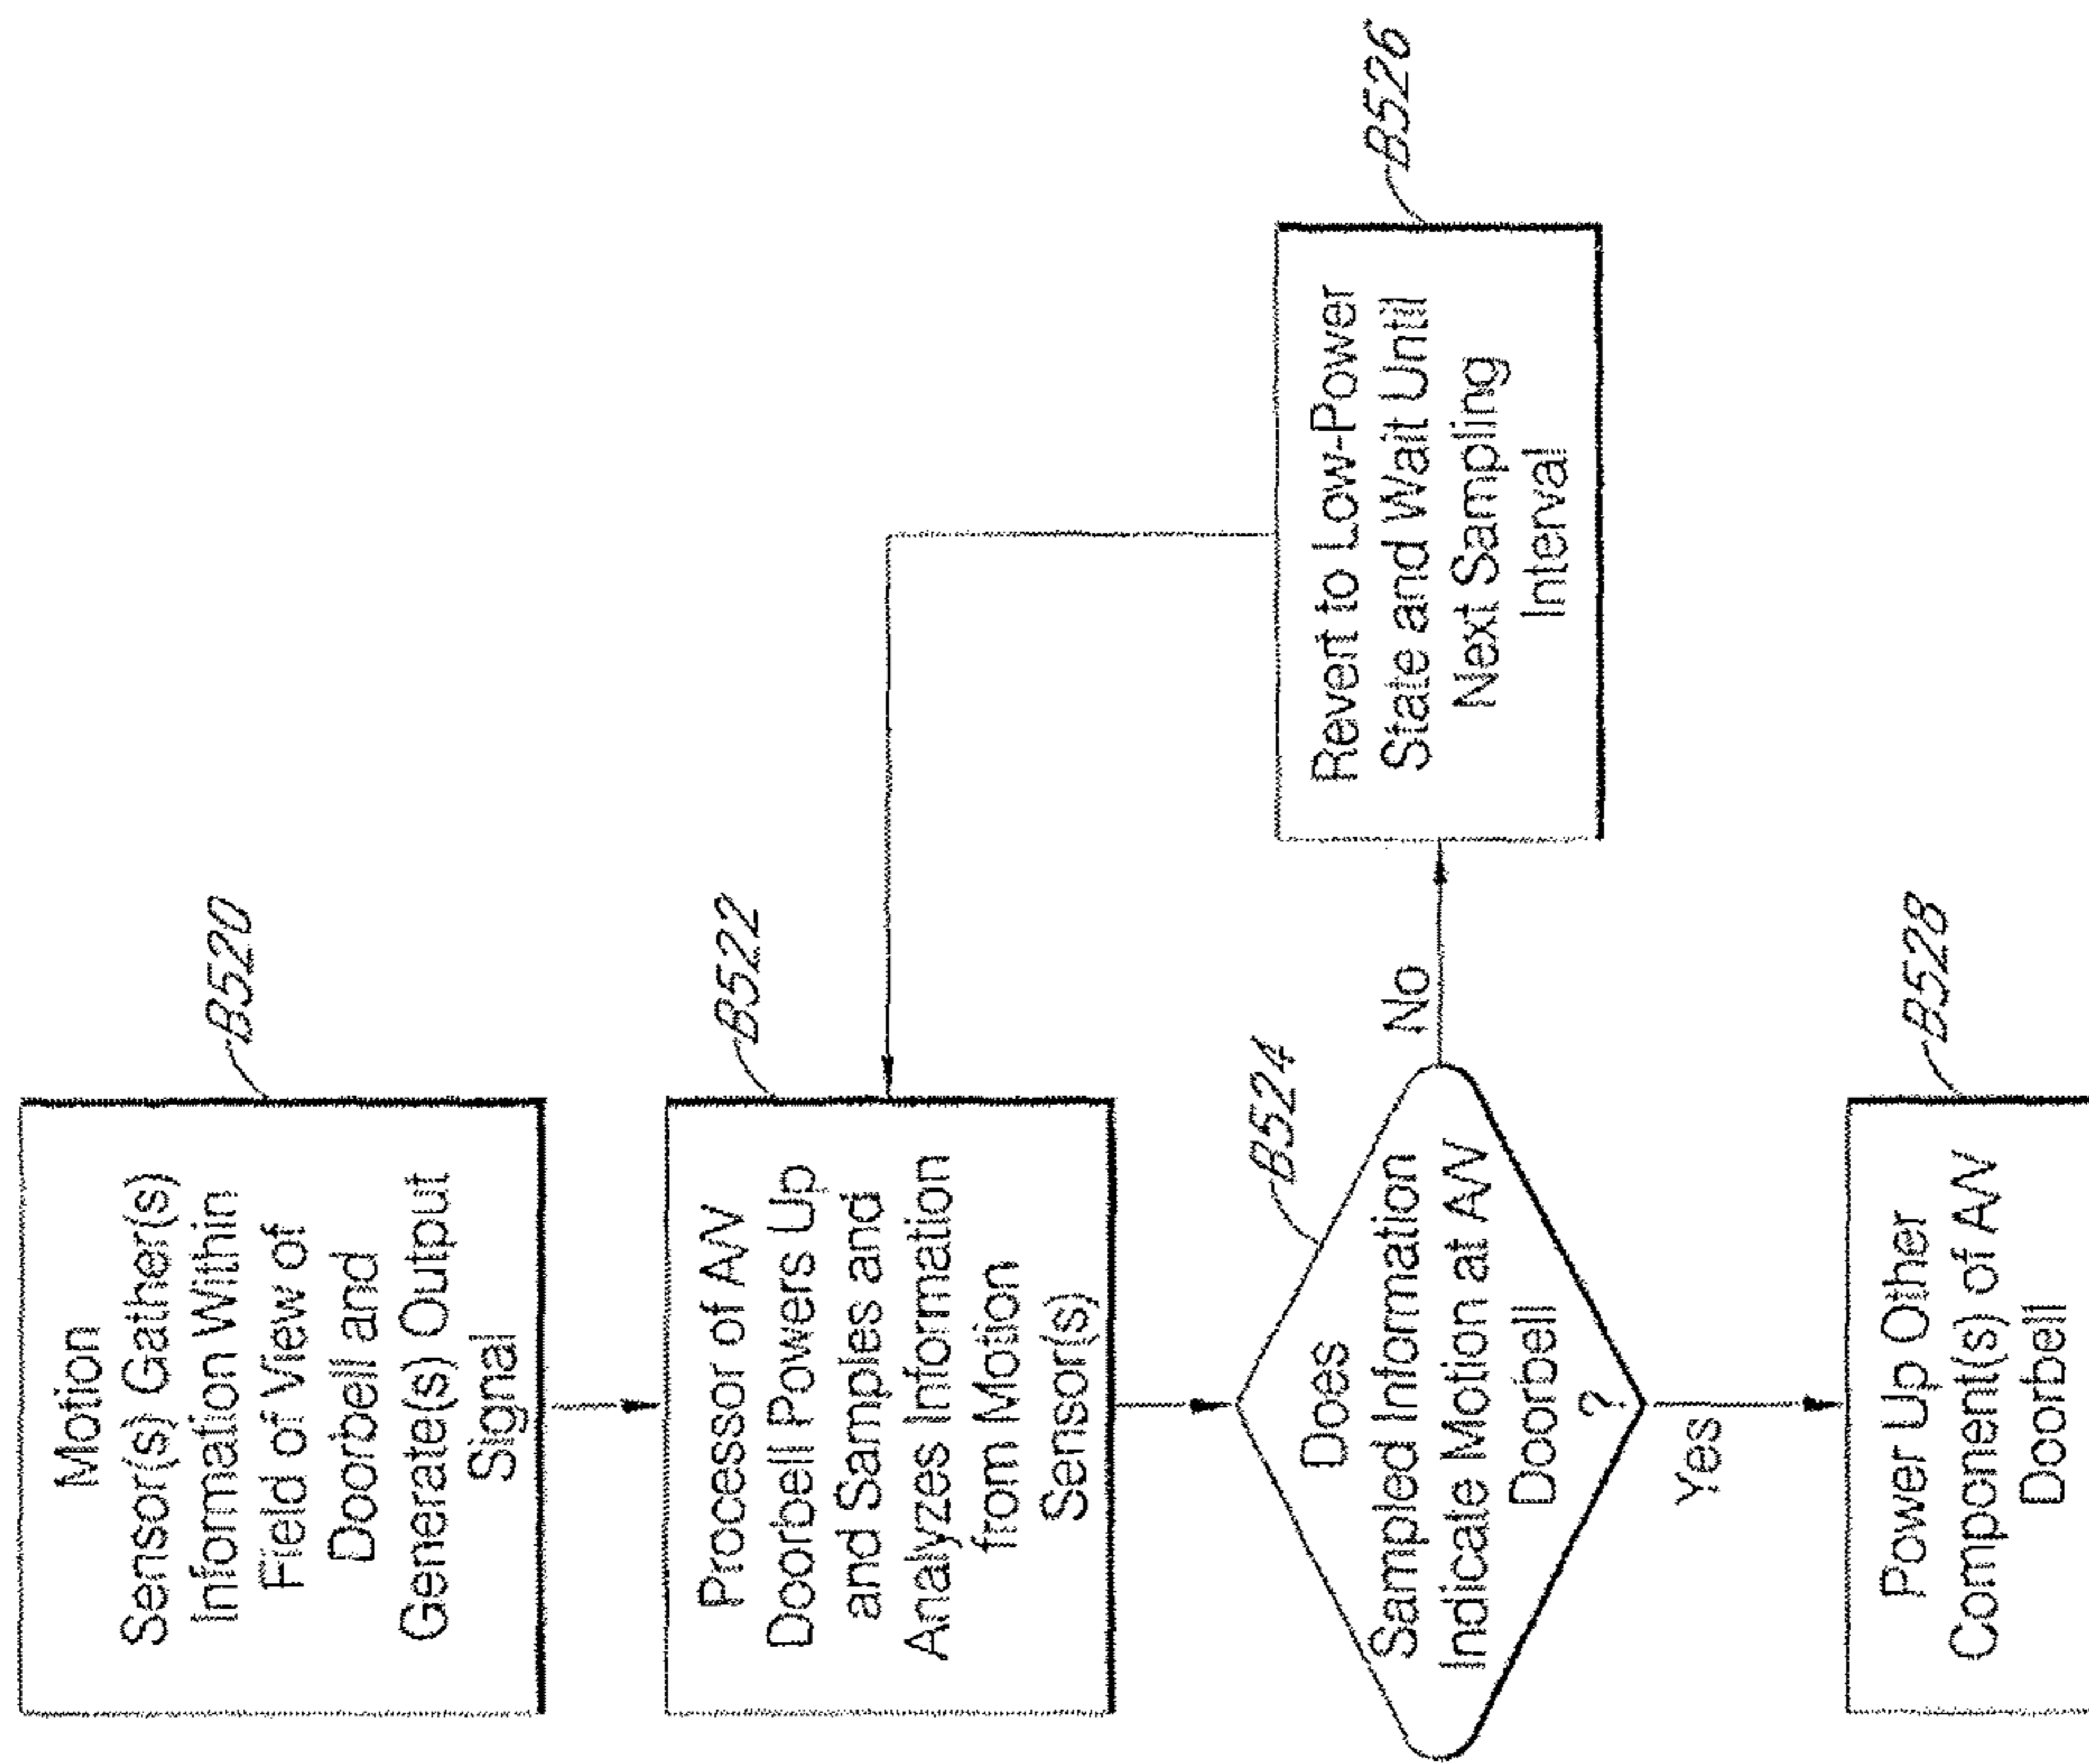 B520
Motion
Sensor(s) Gather(s)
Information Within
Field of View of
Doorbell and
Generate(s) Output
Signal
B522
Processor of A/V
Doorbell Powers Up
and Samples and
Analyzes Information
from Motion
Sensor(s)
B524
Does
Sampled Information
Indicate Motion at A/V
Doorbell
?
No
B526
Revert to Low-Power
State and Wait Until
Next Sampling
Interval
Yes
B528
Power Up Other
Component(s) of A/V
Doorbell